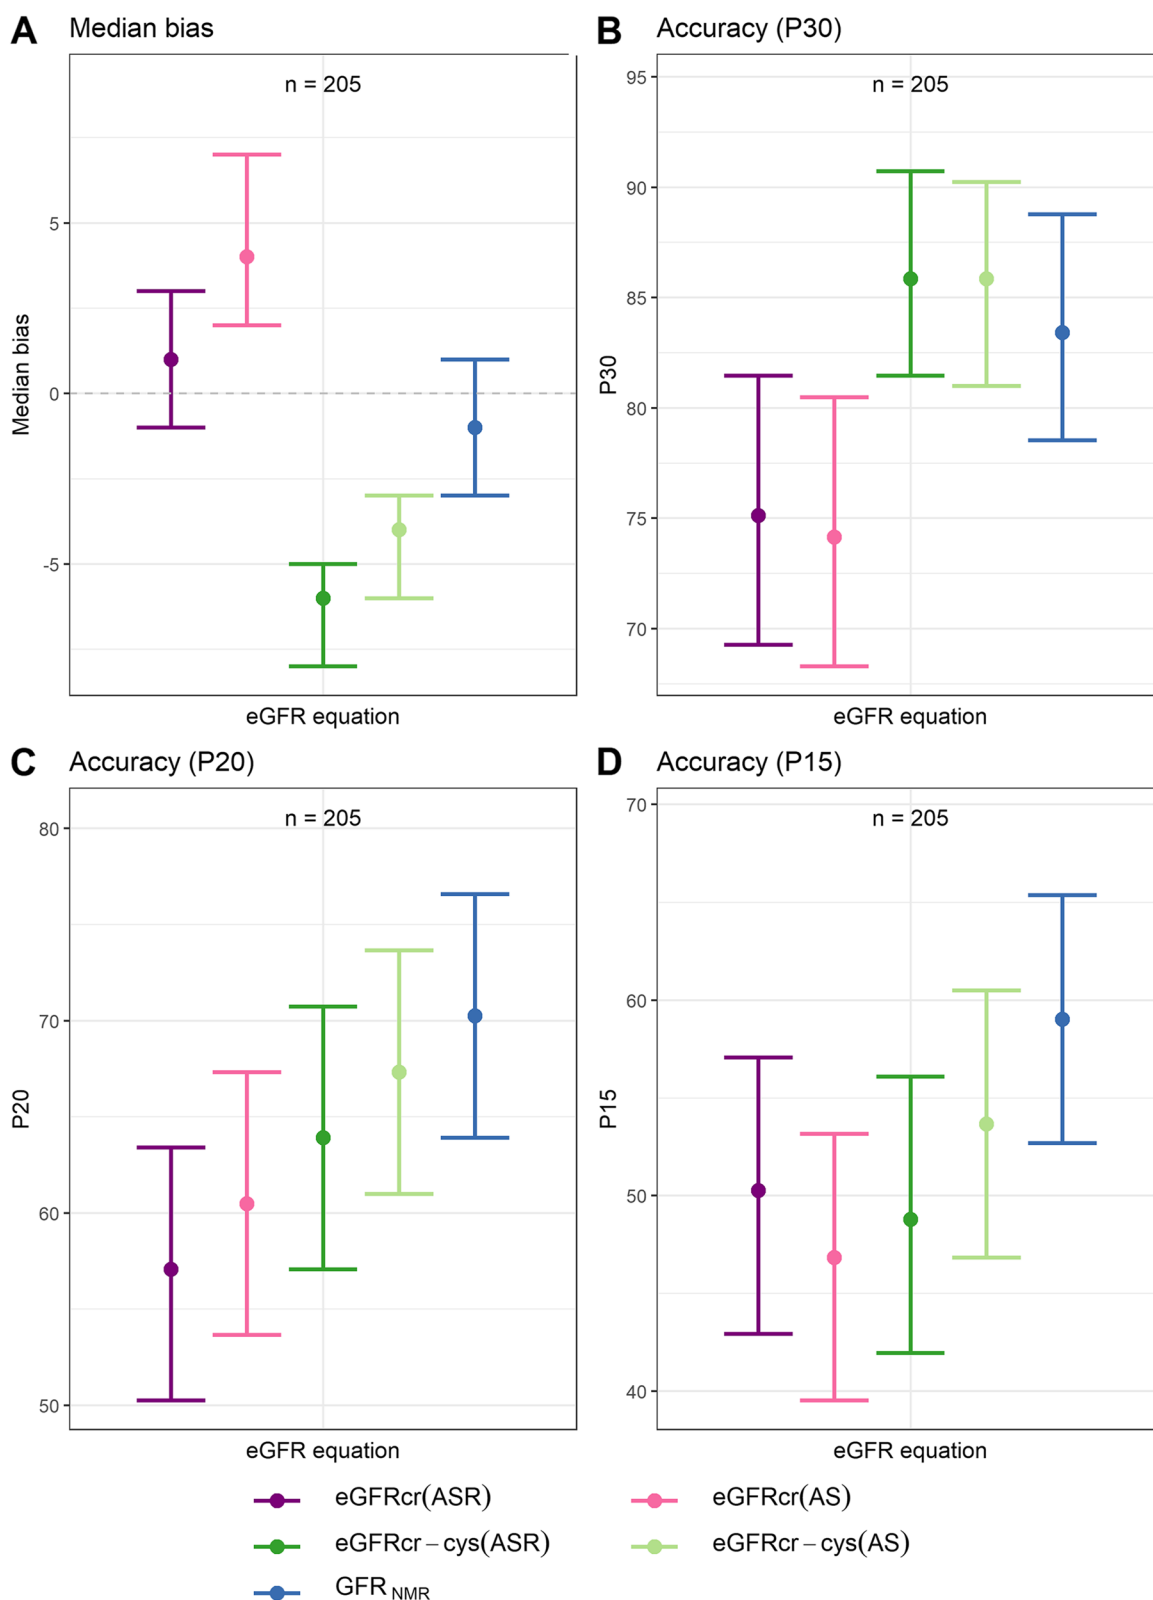 A Median bias
n = 205
5
0
-5
Median bias
eGFR equation
B Accuracy (P30)
n = 205
95
90
85
80
75
70
P30
eGFR equation
C Accuracy (P20)
n = 205
80
70
60
50
P20
eGFR equation
D Accuracy (P15)
n = 205
70
60
50
40
P15
eGFR equation
eGFRcr(ASR)
eGFRcr(AS)
eGFRcr–cys(ASR)
eGFRcr–cys(AS)
GFR NMR